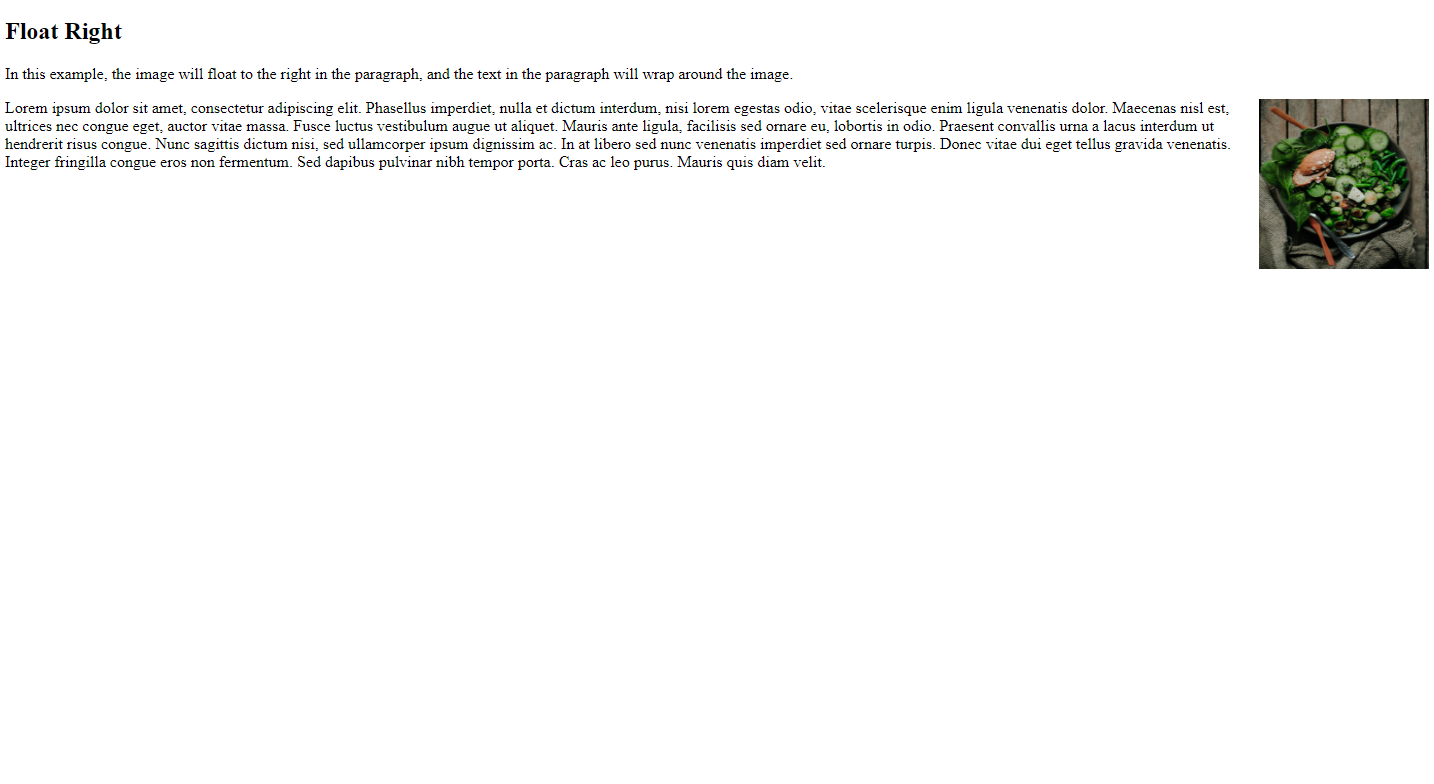 Float Right
In this example, the image will float to the right in the paragraph, and the text in the paragraph will wrap around the image.
Lorem ipsum dolor sit amet, consectetur adipiscing elit. Phasellus imperdiet, nulla et dictum interdum, nisi lorem egestas odio, vitae scelerisque enim ligula venenatis dolor. Maecenas nisl est,
ultrices nec congue eget, auctor vitae massa. Fusce luctus vestibulum augue ut aliquet. Mauris ante ligula, facilisis sed ornare eu, lobortis in odio. Praesent convallis urna a lacus interdum ut
hendrerit risus congue. Nunc sagittis dictum nisi, sed ullamcorper ipsum dignissim ac. In at libero sed nunc venenatis imperdiet sed ornare turpis. Donec vitae dui eget tellus gravida venenatis.
Integer fringilla congue eros non fermentum. Sed dapibus pulvinar nibh tempor porta. Cras ac leo purus. Mauris quis diam velit.